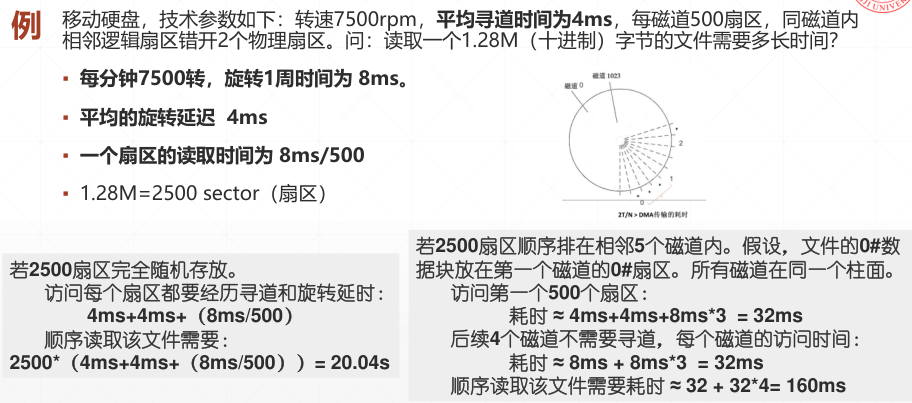 例
移动硬盘，技术参数如下：转速7500rpm，平均寻道时间为4ms，每磁道500扇区，同磁道内
相邻逻辑扇区错开2个物理扇区。问：读取一个1.28M（十进制）字节的文件需要多长时间？
▪ 每分钟7500转，旋转1周时间为 8ms。
▪ 平均的旋转延迟 4ms
▪ 一个扇区的读取时间为 8ms/500
▪ 1.28M=2500 sector（扇区）
磁道 1023
磁道 0
2
1
0
2T/N > DMA传输的耗时
若2500扇区完全随机存放。
访问每个扇区都要经历寻道和旋转延时：
4ms+4ms+（8ms/500）
顺序读取该文件需要：
2500*（4ms+4ms+（8ms/500））= 20.04s
若2500扇区顺序排在相邻5个磁道内。假设，文件的0#数
据块放在第一个磁道的0#扇区。所有磁道在同一个柱面。
访问第一个500个扇区：
耗时 ≈ 4ms+4ms+8ms*3 = 32ms
后续4个磁道不需要寻道，每个磁道的访问时间：
耗时 ≈ 8ms + 8ms*3 = 32ms
顺序读取该文件需要耗时 ≈ 32 + 32*4= 160ms